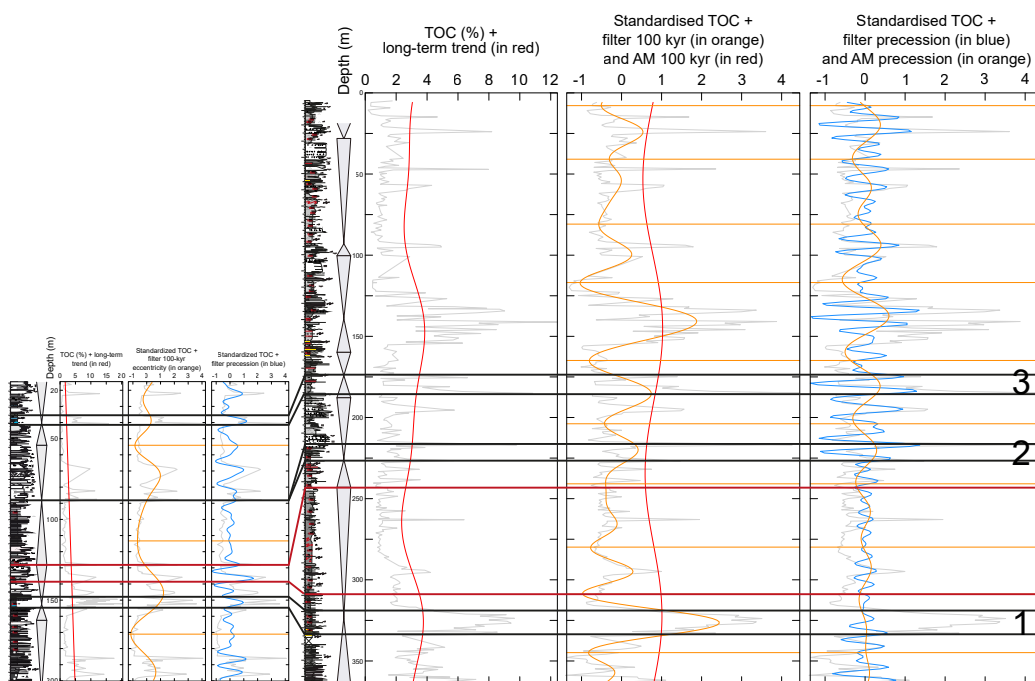 TOC (%) +
long-term trend (in red)
Standardised TOC +
filter 100 kyr (in orange)
and AM 100 kyr (in red)
Standardised TOC +
filter precession (in blue)
and AM precession (in orange)
Depth (m)
0 2 4 6 8 10 12
-1 0 1 2 3 4
-1 0 1 2 3 4
0
50
100
150
200
250
300
350
3
2
1
Depth (m)
TOC (%) + long-term
trend (in red)
Standardized TOC +
filter 100-kyr
eccentricity (in orange)
Standardized TOC +
filter precession (in blue)
0 5 10 15 20
-1 0 1 2 3 4
-1 0 1 2 3 4
20
50
100
150
200